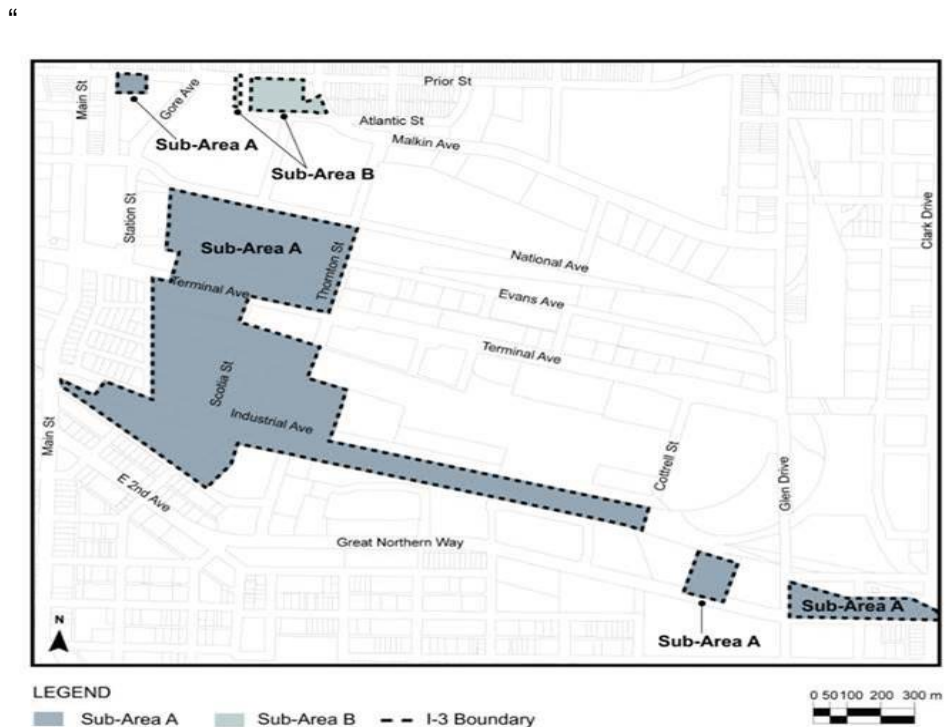 “
Prior St
Main St
Gore Ave
Atlantic St
Malkin Ave
Sub-Area A
Sub-Area B
Station St
Clark Drive
Sub-Area A
Thornton St
National Ave
Terminal Ave
Evans Ave
Terminal Ave
Scotia St
Industrial Ave
Main St
Cottrell St
Glen Drive
E 2nd Ave
Great Northern Way
Sub-Area A
Sub-Area A
N
LEGEND
Sub-Area A
Sub-Area B
I-3 Boundary
0 50 100 200 300 m